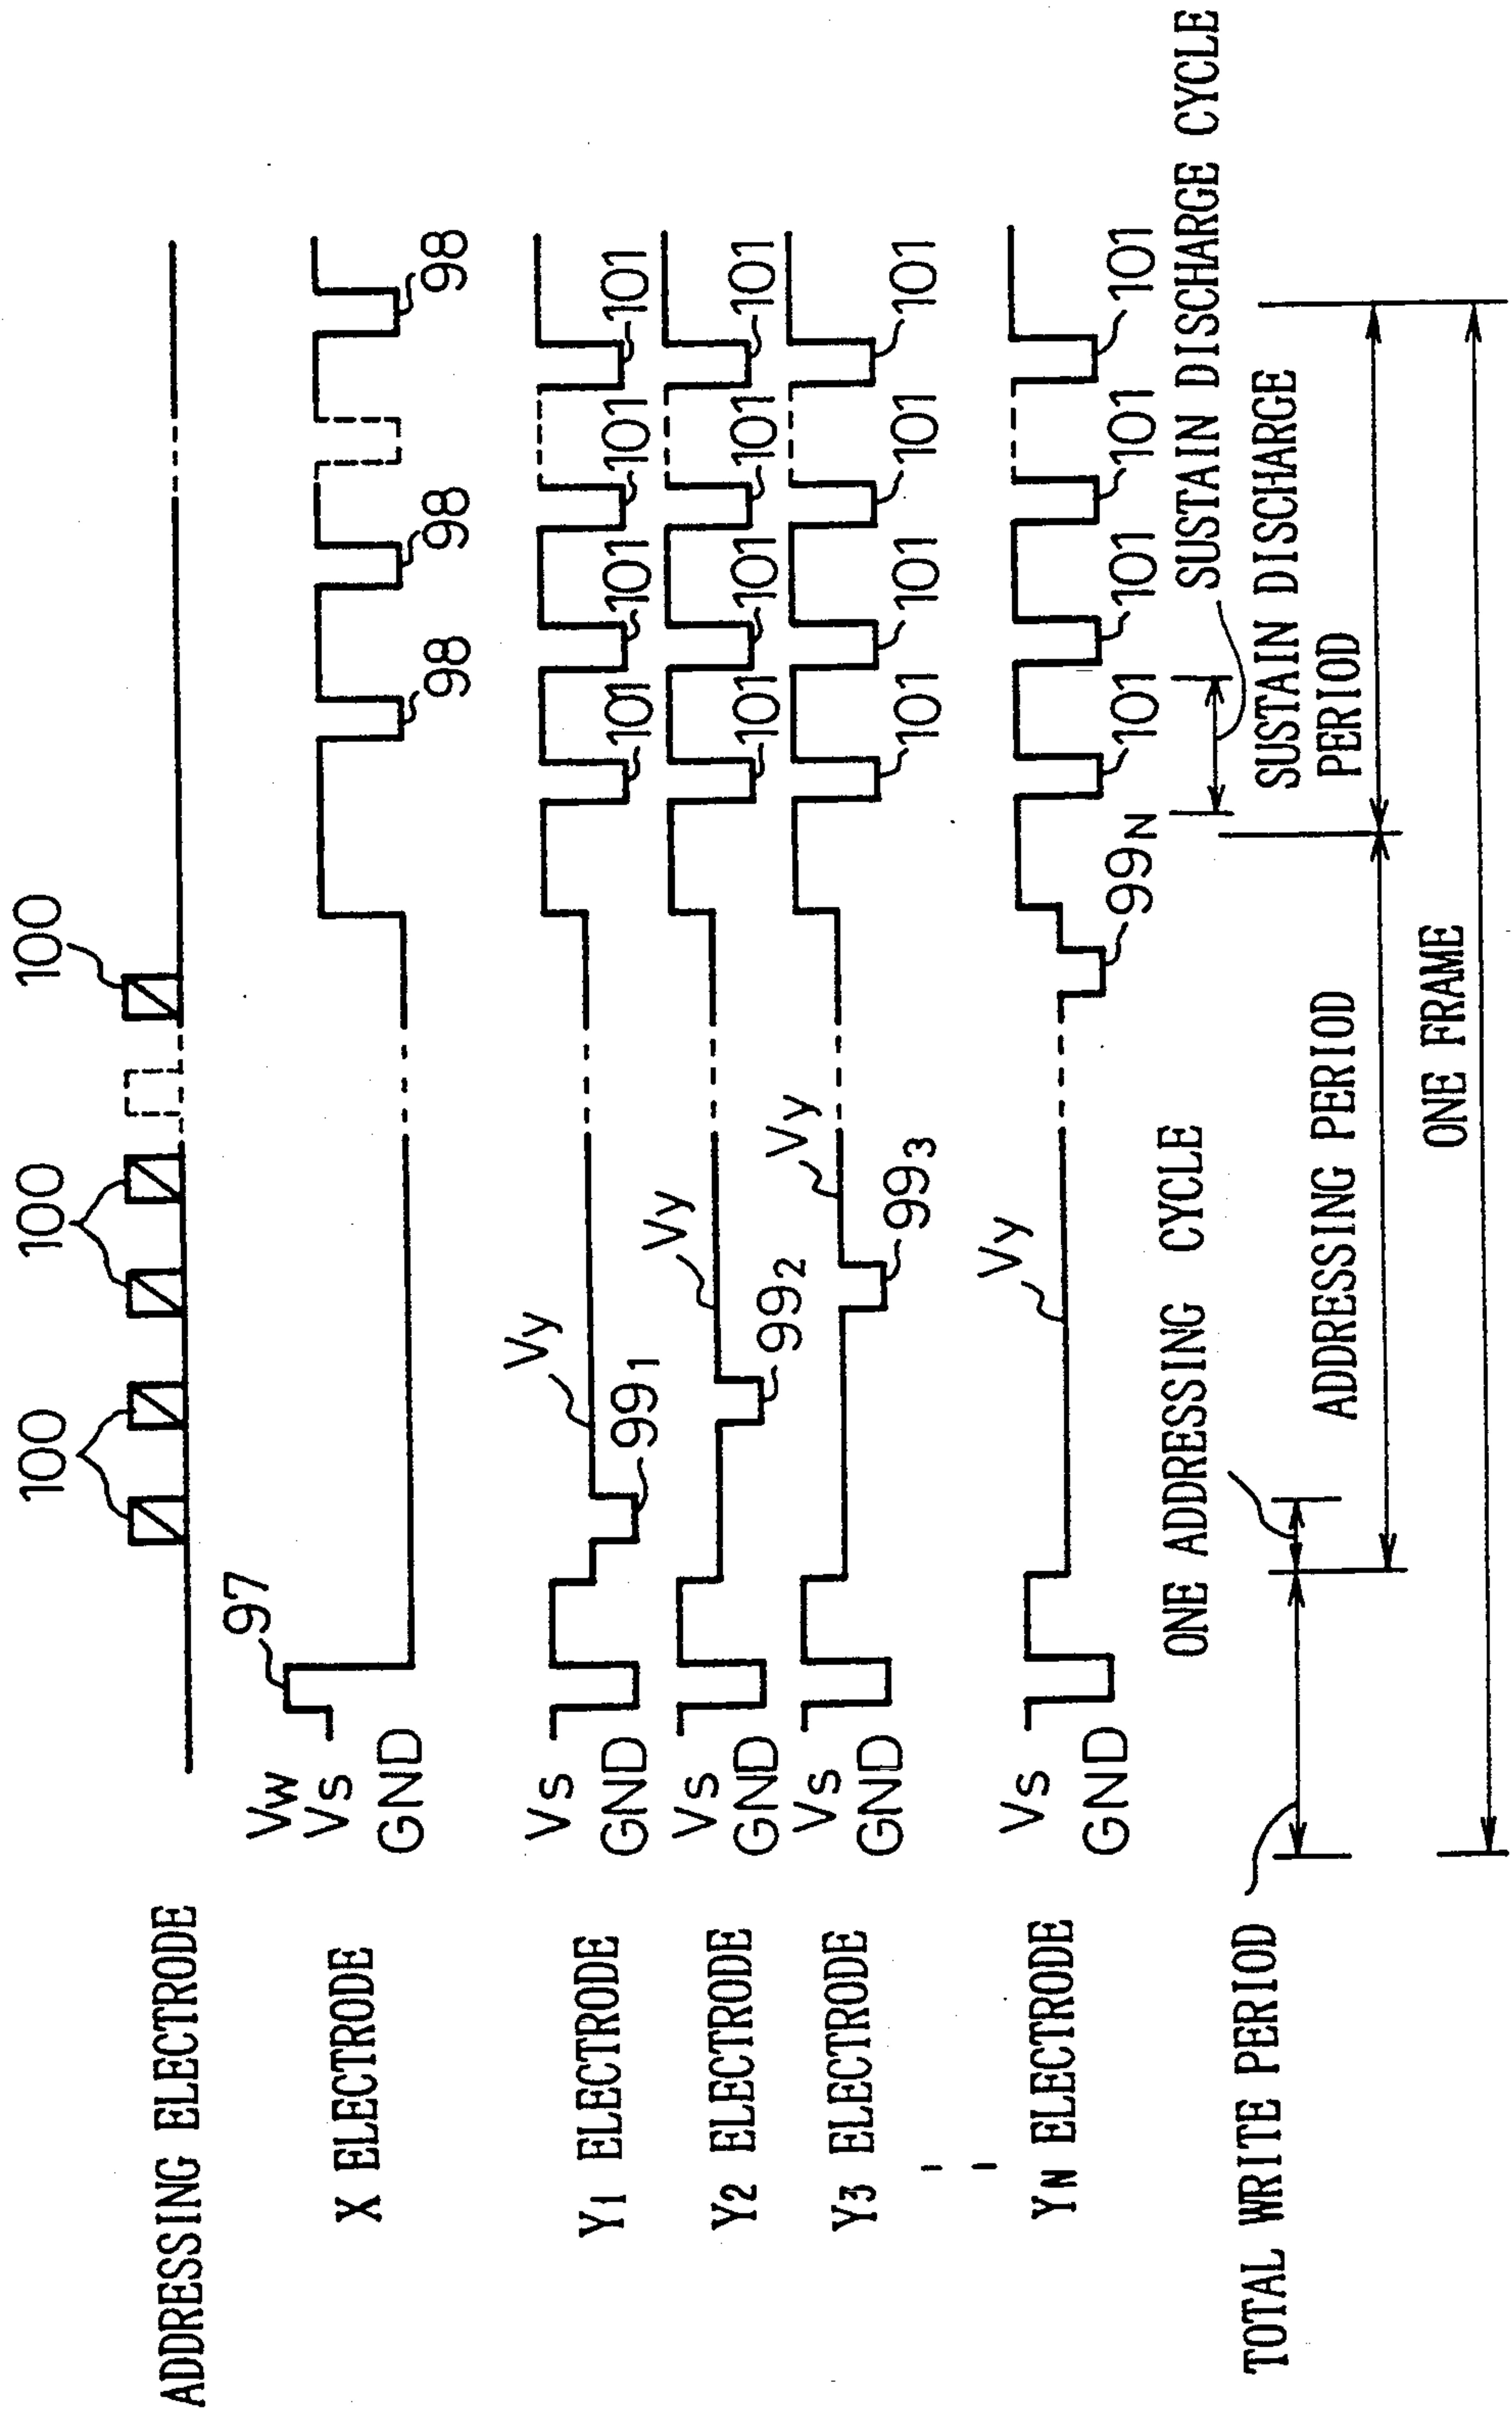 ADDRESSING ELECTRODE
100
100
100
X ELECTRODE
Vw
Vs
GND
97
98
98
98
Y1 ELECTRODE
Vs
GND
Vy
991
101
101
101
101
Y2 ELECTRODE
Vs
GND
Vy
992
101
101
101
101
Y3 ELECTRODE
Vs
GND
Vy
993
101
101
101
101
YN ELECTRODE
Vs
GND
Vy
99N
101
101
101
101
TOTAL WRITE PERIOD
ONE ADDRESSING CYCLE
SUSTAIN DISCHARGE CYCLE
ADDRESSING PERIOD
SUSTAIN DISCHARGE
PERIOD
ONE FRAME